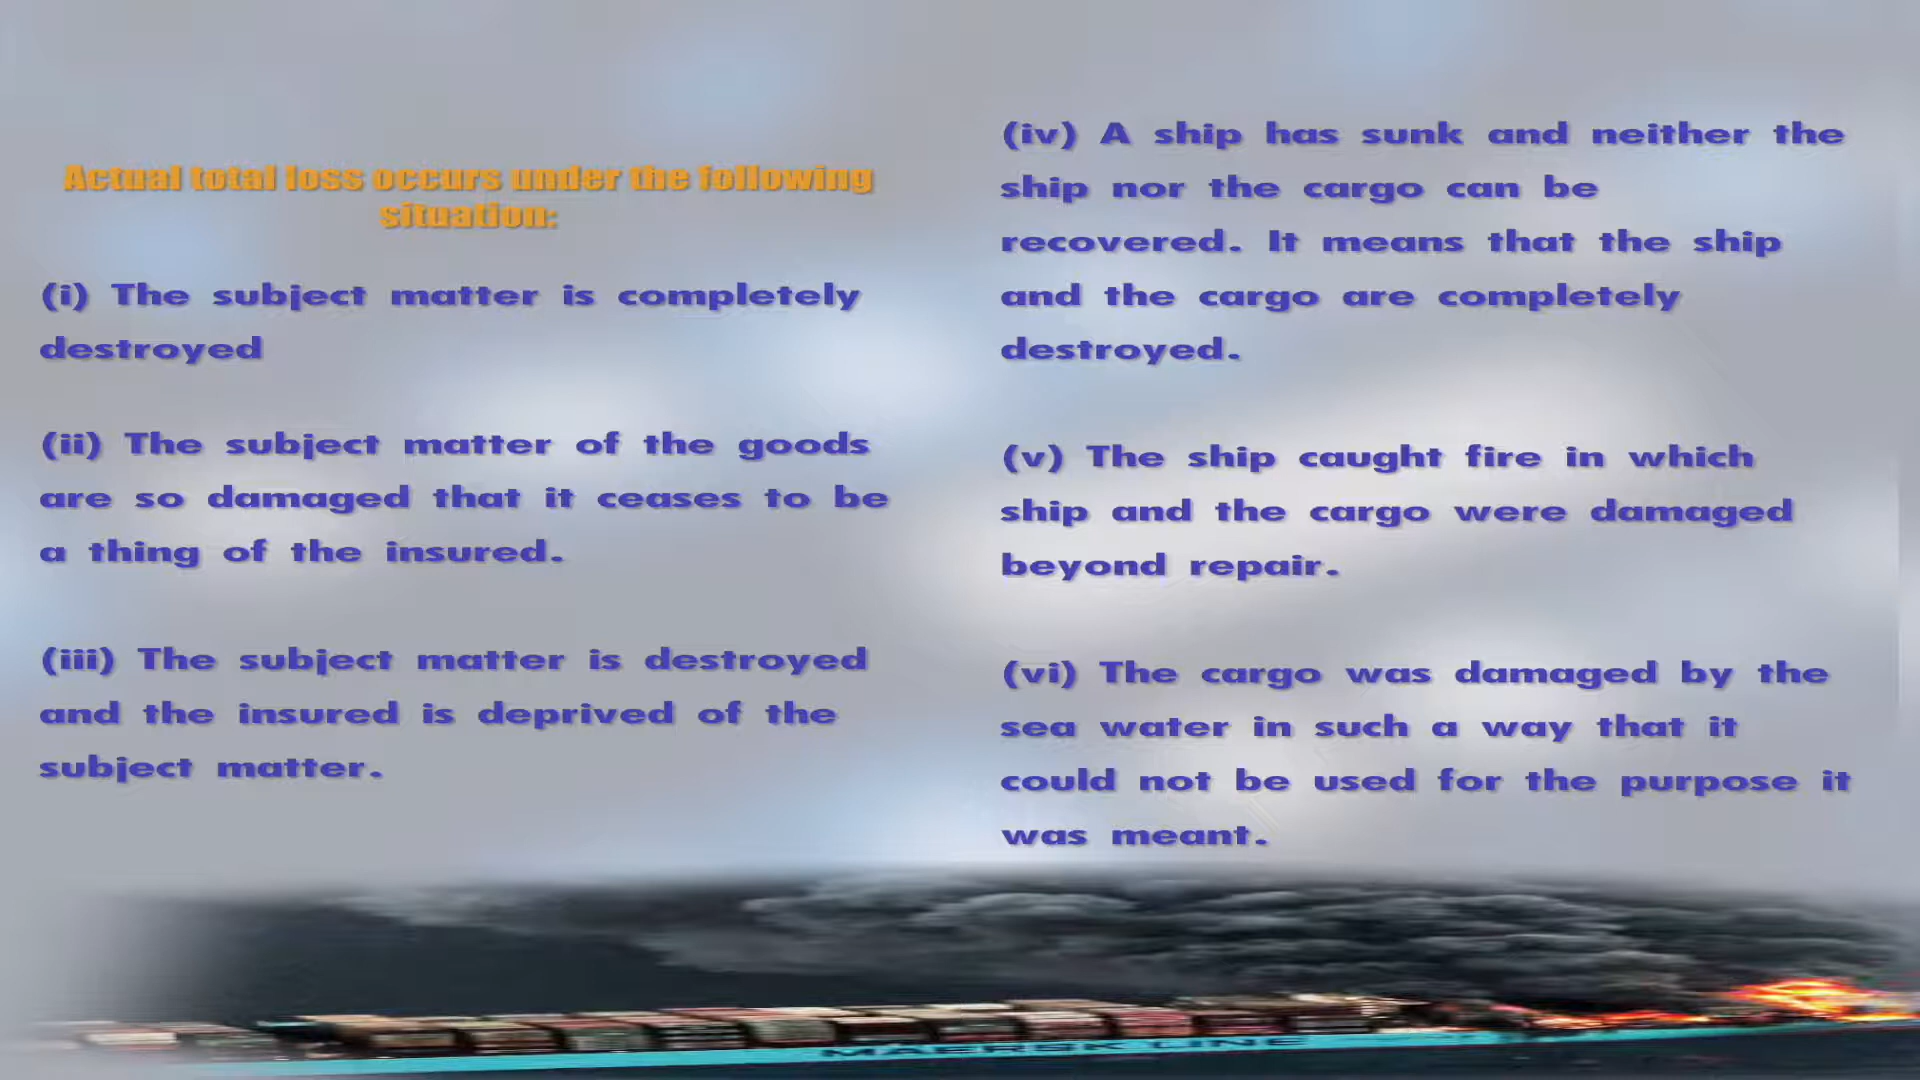 Actual total loss occurs under the following
situation:
(i) The subject matter is completely
destroyed
(ii) The subject matter of the goods
are so damaged that it ceases to be
a thing of the insured.
(iii) The subject matter is destroyed
and the insured is deprived of the
subject matter.
(iv) A ship has sunk and neither the
ship nor the cargo can be
recovered. It means that the ship
and the cargo are completely
destroyed.
(v) The ship caught fire in which
ship and the cargo were damaged
beyond repair.
(vi) The cargo was damaged by the
sea water in such a way that it
could not be used for the purpose it
was meant.
MAERSK LINE